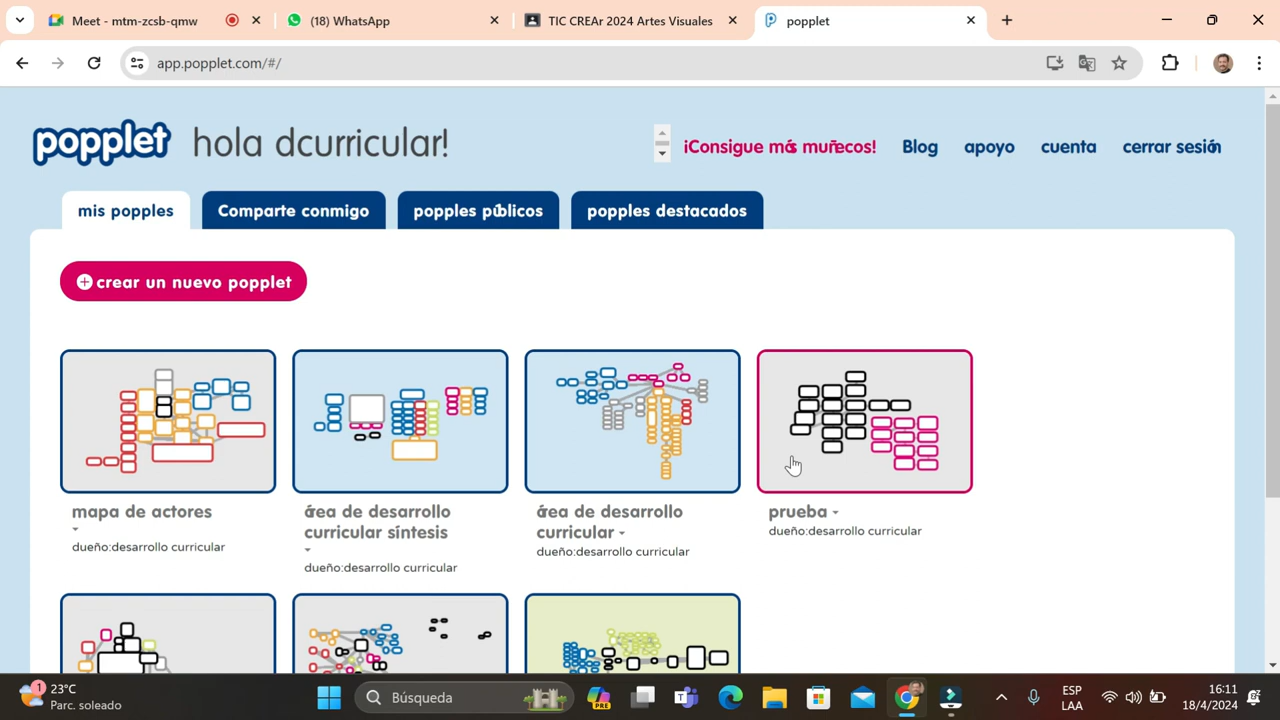 Meet - mtm-zcsb-qmw
(18) WhatsApp
TIC CREAr 2024 Artes Visuales
popplet
app.popplet.com/#/
popplet
hola dcurricular!
¡Consigue más muñecos!
Blog
apoyo
cuenta
cerrar sesión
mis popples
Comparte conmigo
popples públicos
popples destacados
crear un nuevo popplet
mapa de actores
dueño:desarrollo curricular
área de desarrollo
curricular síntesis
dueño:desarrollo curricular
área de desarrollo
curricular
dueño:desarrollo curricular
prueba
dueño:desarrollo curricular
1
23°C
Parc. soleado
Búsqueda
PRE
ESP
LAA
16:11
18/4/2024